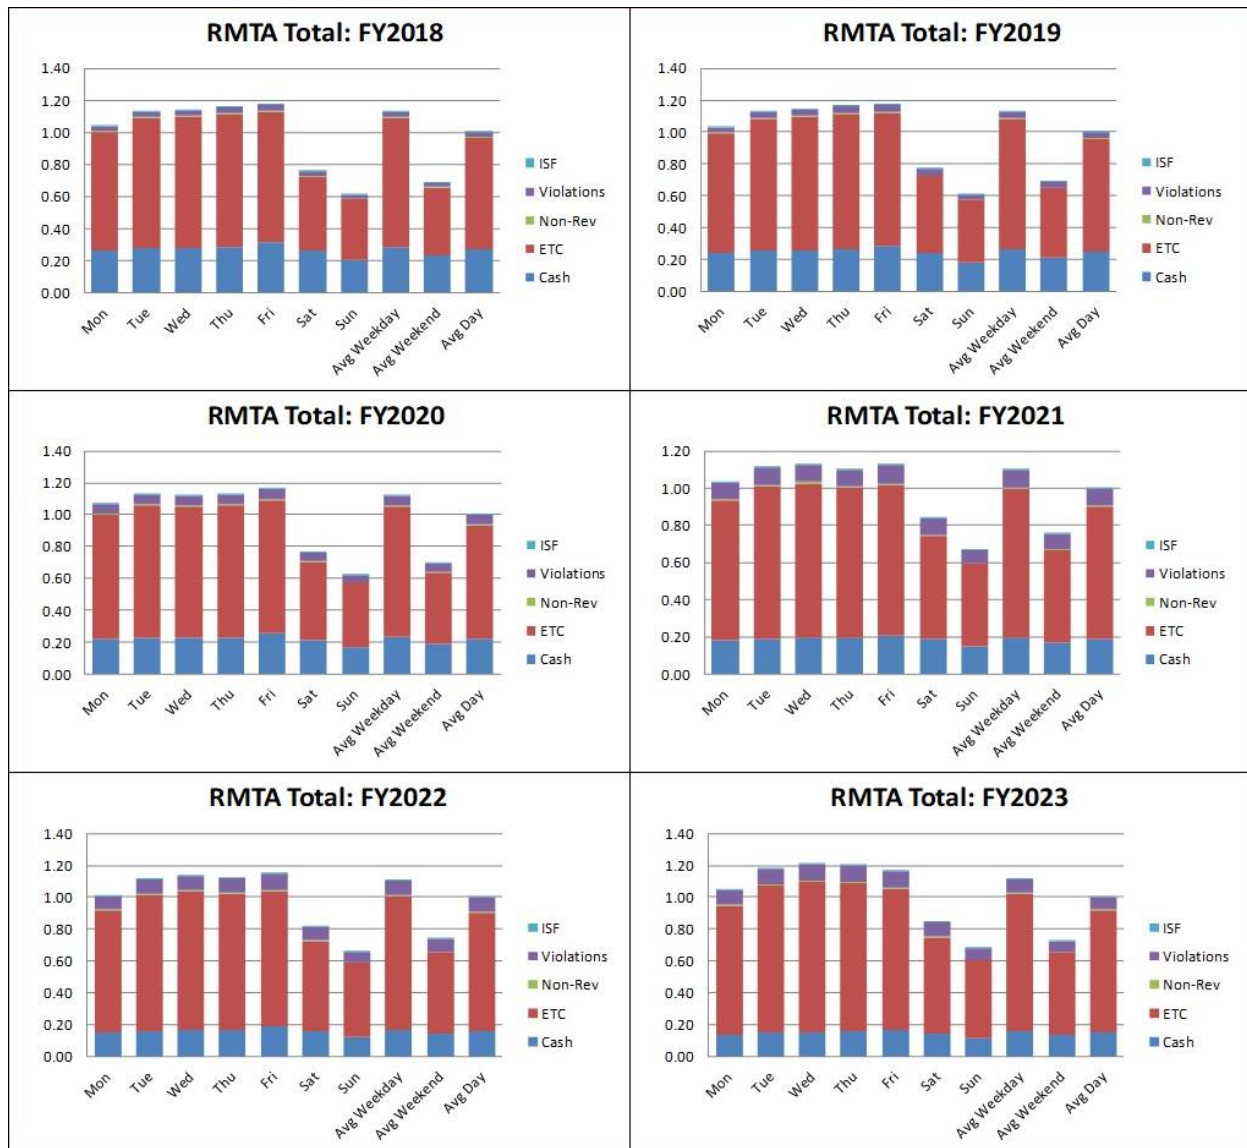 RMTA Total: FY2018
1.40
1.20
1.00
0.80
0.60
0.40
0.20
0.00
Mon
Tue
Wed
Thu
Fri
Sat
Sun
Avg Weekday
Avg Weekend
Avg Day
ISF
Violations
Non-Rev
ETC
Cash
RMTA Total: FY2019
1.40
1.20
1.00
0.80
0.60
0.40
0.20
0.00
Mon
Tue
Wed
Thu
Fri
Sat
Sun
Avg Weekday
Avg Weekend
Avg Day
ISF
Violations
Non-Rev
ETC
Cash
RMTA Total: FY2020
1.40
1.20
1.00
0.80
0.60
0.40
0.20
0.00
Mon
Tue
Wed
Thu
Fri
Sat
Sun
Avg Weekday
Avg Weekend
Avg Day
ISF
Violations
Non-Rev
ETC
Cash
RMTA Total: FY2021
1.20
1.00
0.80
0.60
0.40
0.20
0.00
Mon
Tue
Wed
Thu
Fri
Sat
Sun
Avg Weekday
Avg Weekend
Avg Day
ISF
Violations
Non-Rev
ETC
Cash
RMTA Total: FY2022
1.40
1.20
1.00
0.80
0.60
0.40
0.20
0.00
Mon
Tue
Wed
Thu
Fri
Sat
Sun
Avg Weekday
Avg Weekend
Avg Day
ISF
Violations
Non-Rev
ETC
Cash
RMTA Total: FY2023
1.40
1.20
1.00
0.80
0.60
0.40
0.20
0.00
Mon
Tue
Wed
Thu
Fri
Sat
Sun
Avg Weekday
Avg Weekend
Avg Day
ISF
Violations
Non-Rev
ETC
Cash